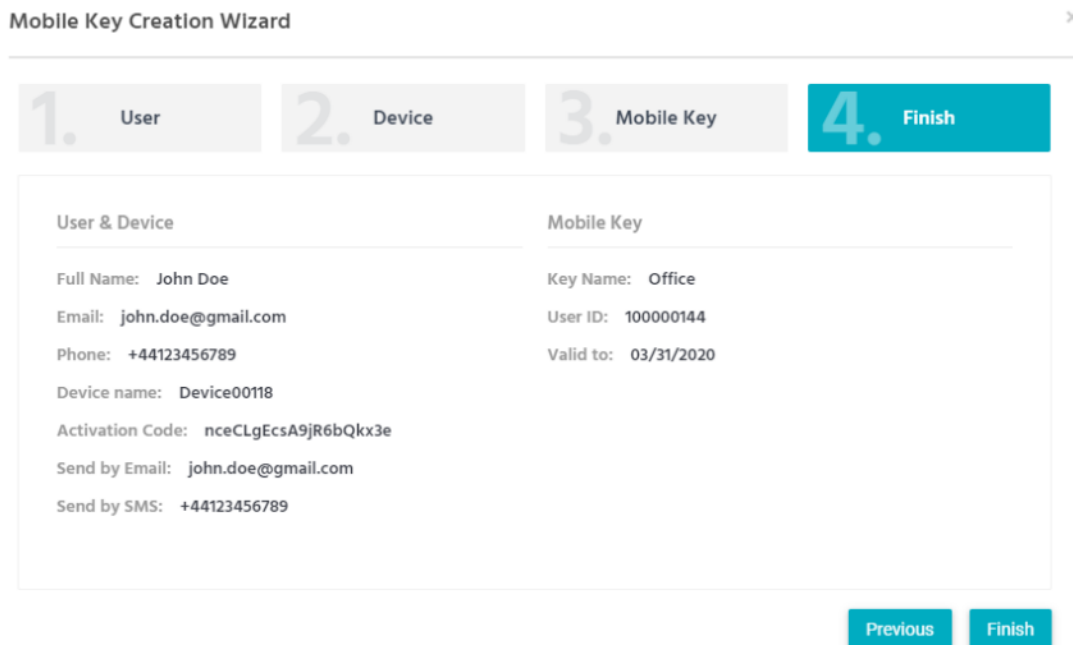 Mobile Key Creation Wizard
1. User
2. Device
3. Mobile Key
4. Finish
User & Device
Full Name: John Doe
Email: john.doe@gmail.com
Phone: +44123456789
Device name: Device00118
Activation Code: nceCLgEcsA9jR6bQkx3e
Send by Email: john.doe@gmail.com
Send by SMS: +44123456789
Mobile Key
Key Name: Office
User ID: 100000144
Valid to: 03/31/2020
Previous
Finish